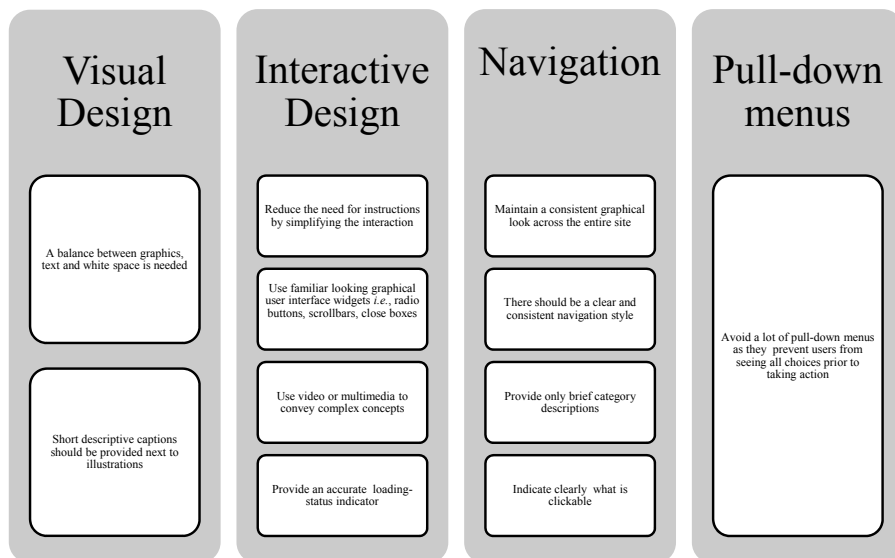 Visual
Design
A balance between graphics,
text and white space is needed
Short descriptive captions
should be provided next to
illustrations
Interactive
Design
Reduce the need for instructions
by simplifying the interaction
Use familiar looking graphical
user interface widgets i.e., radio
buttons, scrollbars, close boxes
Use video or multimedia to
convey complex concepts
Provide an accurate loading-
status indicator
Navigation
Maintain a consistent graphical
look across the entire site
There should be a clear and
consistent navigation style
Provide only brief category
descriptions
Indicate clearly what is
clickable
Pull-down
menus
Avoid a lot of pull-down menus
as they prevent users from
seeing all choices prior to
taking action